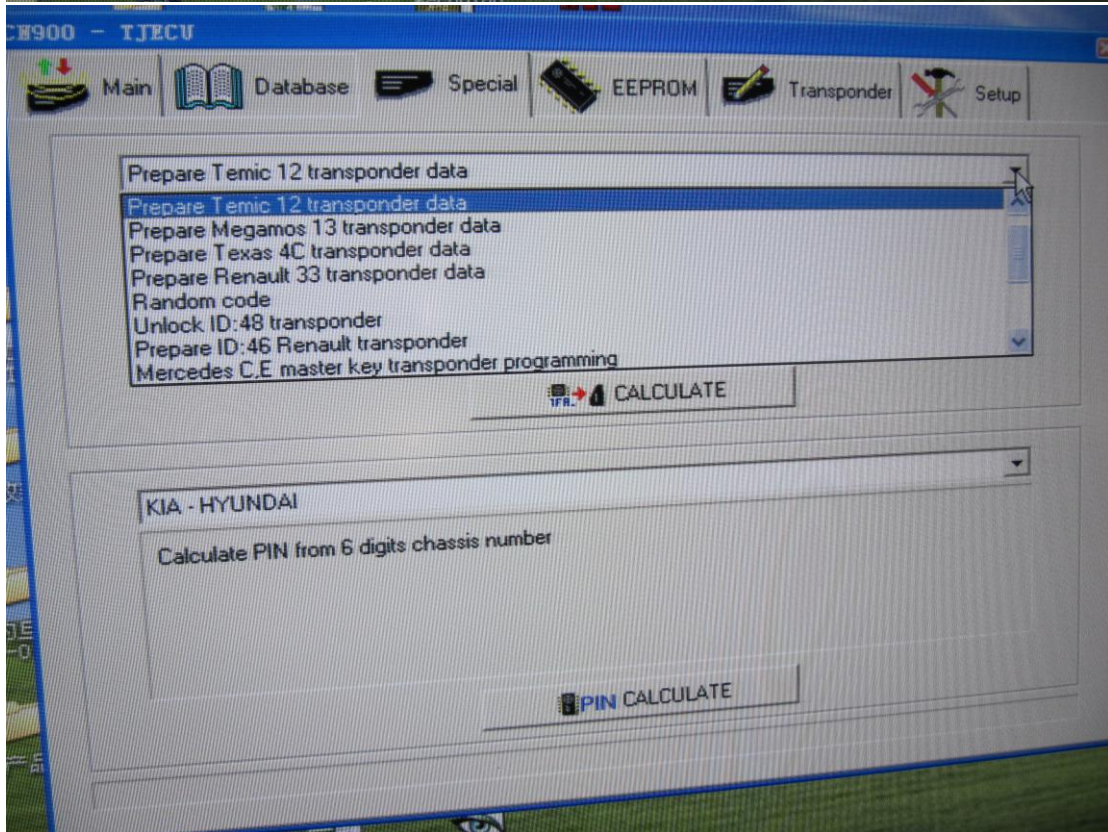 CH900 - TJECU
Main
Database
Special
EEPROM
Transponder
Setup
Prepare Temic 12 transponder data
Prepare Temic 12 transponder data
Prepare Megamos 13 transponder data
Prepare Texas 4C transponder data
Prepare Renault 33 transponder data
Random code
Unlock ID:48 transponder
Prepare ID:46 Renault transponder
Mercedes C,E master key transponder programming
CALCULATE
KIA - HYUNDAI
Calculate PIN from 6 digits chassis number
PIN CALCULATE